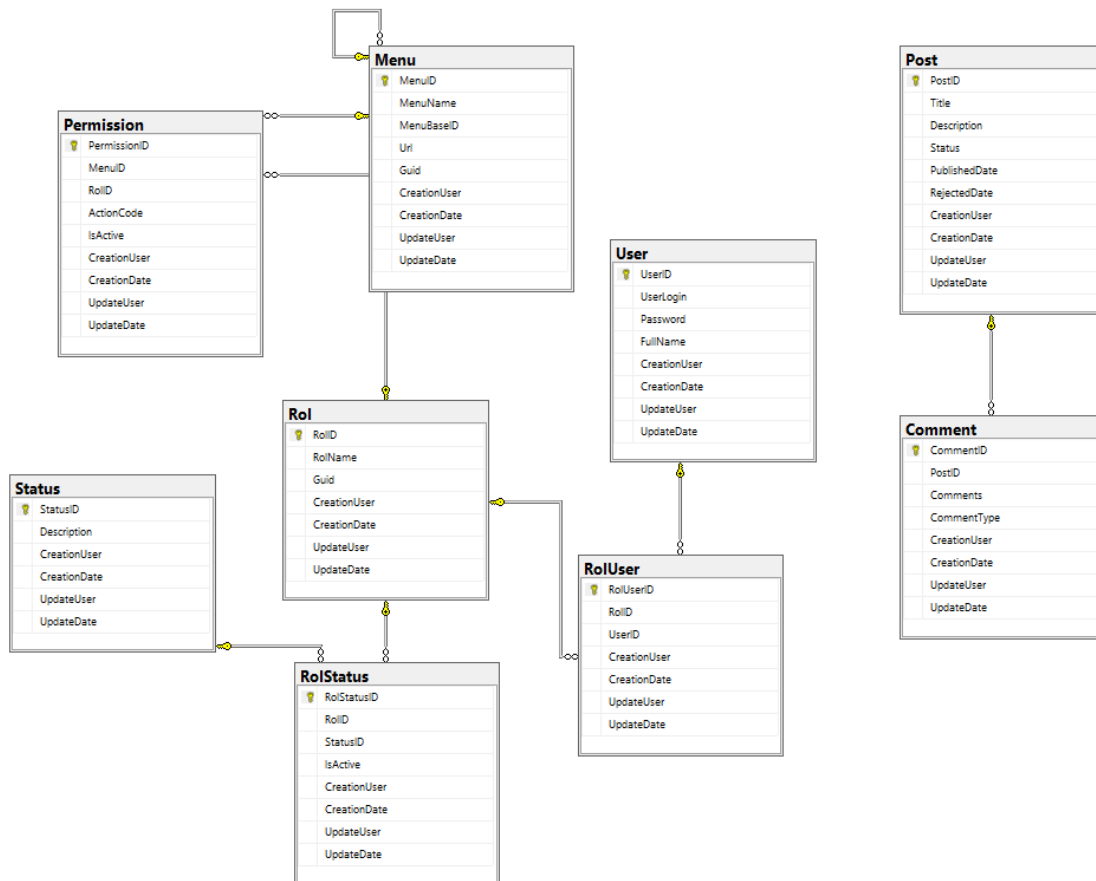 Menu
MenuID
MenuName
MenuBaseID
Url
Guid
CreationUser
CreationDate
UpdateUser
UpdateDate
Permission
PermissionID
MenuID
RolID
ActionCode
IsActive
CreationUser
CreationDate
UpdateUser
UpdateDate
Post
PostID
Title
Description
Status
PublishedDate
RejectedDate
CreationUser
CreationDate
UpdateUser
UpdateDate
User
UserID
UserLogin
Password
FullName
CreationUser
CreationDate
UpdateUser
UpdateDate
Rol
RolID
RolName
Guid
CreationUser
CreationDate
UpdateUser
UpdateDate
Comment
CommentID
PostID
Comments
CommentType
CreationUser
CreationDate
UpdateUser
UpdateDate
Status
StatusID
Description
CreationUser
CreationDate
UpdateUser
UpdateDate
RolUser
RolUserID
RolID
UserID
CreationUser
CreationDate
UpdateUser
UpdateDate
RolStatus
RolStatusID
RolID
StatusID
IsActive
CreationUser
CreationDate
UpdateUser
UpdateDate